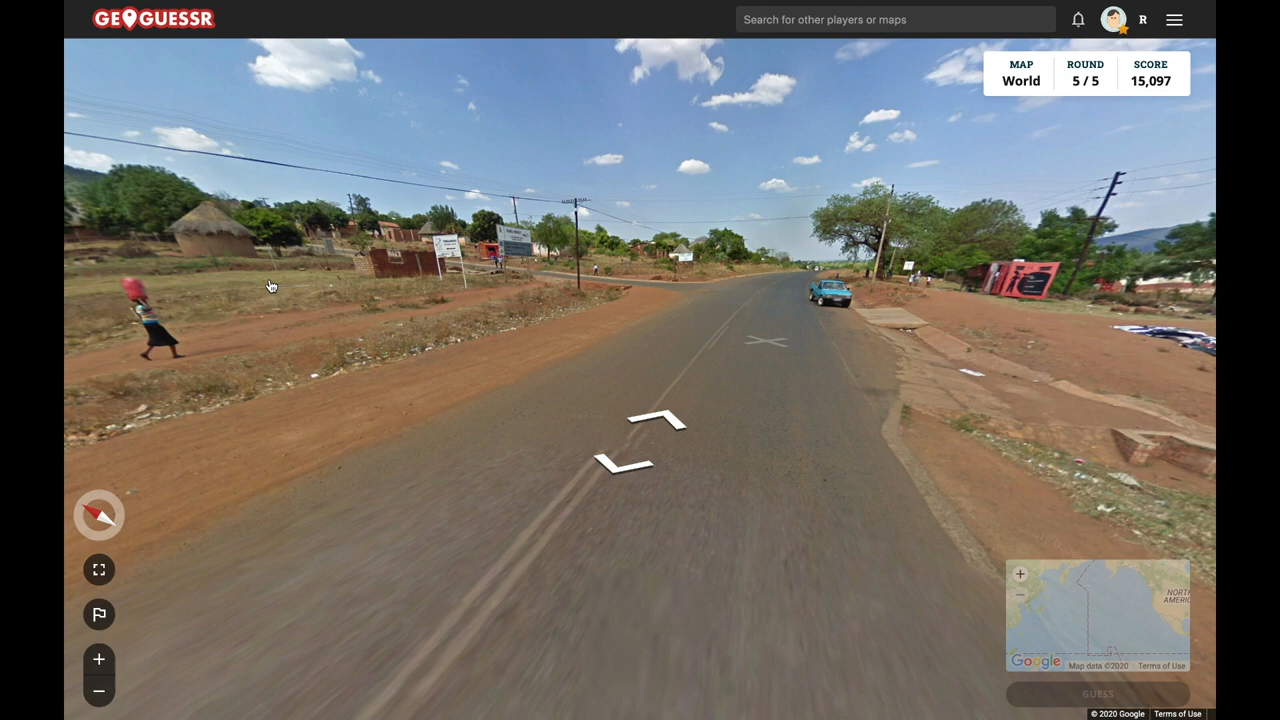 GEOGUESSR
Search for other players or maps
R
MAP
World
ROUND
5 / 5
SCORE
15,097
+
−
NORTH
AMERIC
Google
Map data ©2020
Terms of Use
GUESS
© 2020 Google
Terms of Use
+
−